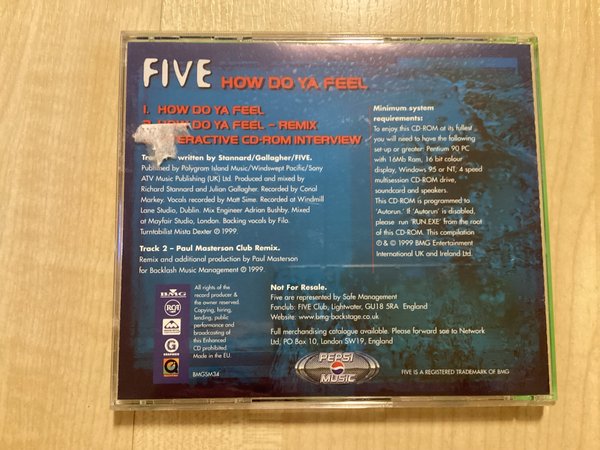 FIVE HOW DO YA FEEL
1. HOW DO YA FEEL
HOW DO YA FEEL - REMIX
CD-ROM INTERVIEW
written by Stannard/Gallagher/FIVE.
Published by Polygram Island Music/Windswept Pacific/Sony
ATV Music Publishing (UK) Ltd. Produced and mixed by
Richard Stannard and Julian Gallagher. Recorded by Conal
Markey. Vocals recorded by Matt Sime. Recorded at Windmill
Lane Studio, Dublin. Mix Engineer Adrian Bushby. Mixed
at Mayfair Studio, London. Backing vocals by Filo.
Turntabilist Mista Dexter ℗ 1999.
Track 2 – Paul Masterson Club Remix.
Remix and additional production by Paul Masterson
for Backlash Music Management ℗ 1999.
Minimum system
requirements:
To enjoy this CD-ROM at its fullest
you will need to have the following
set-up or greater: Pentium 90 PC
with 16Mb Ram, 16 bit colour
display, Windows 95 or NT, 4 speed
multisession CD-ROM drive,
soundcard and speakers.
This CD-ROM is programmed to
'Autorun.' If 'Autorun' is disabled,
please run 'RUN.EXE' from the root
of this CD-ROM. This compilation
℗ & © 1999 BMG Entertainment
International UK and Ireland Ltd.
BMG
RCA
All rights of the
record producer &
the owner reserved.
Copying, hiring,
lending, public
performance and
broadcasting of
this Enhanced
CD prohibited.
Made in the EU.
BMGSM34
Not For Resale.
Five are represented by Safe Management
Fanclub: FIVE Club, Lightwater, GU18 5RA England
Website: www.bmg-backstage.co.uk
Full merchandising catalogue available. Please forward sae to Network
Ltd, PO Box 10, London SW19, England
PEPSI
MUSIC
FIVE IS A REGISTERED TRADEMARK OF BMG